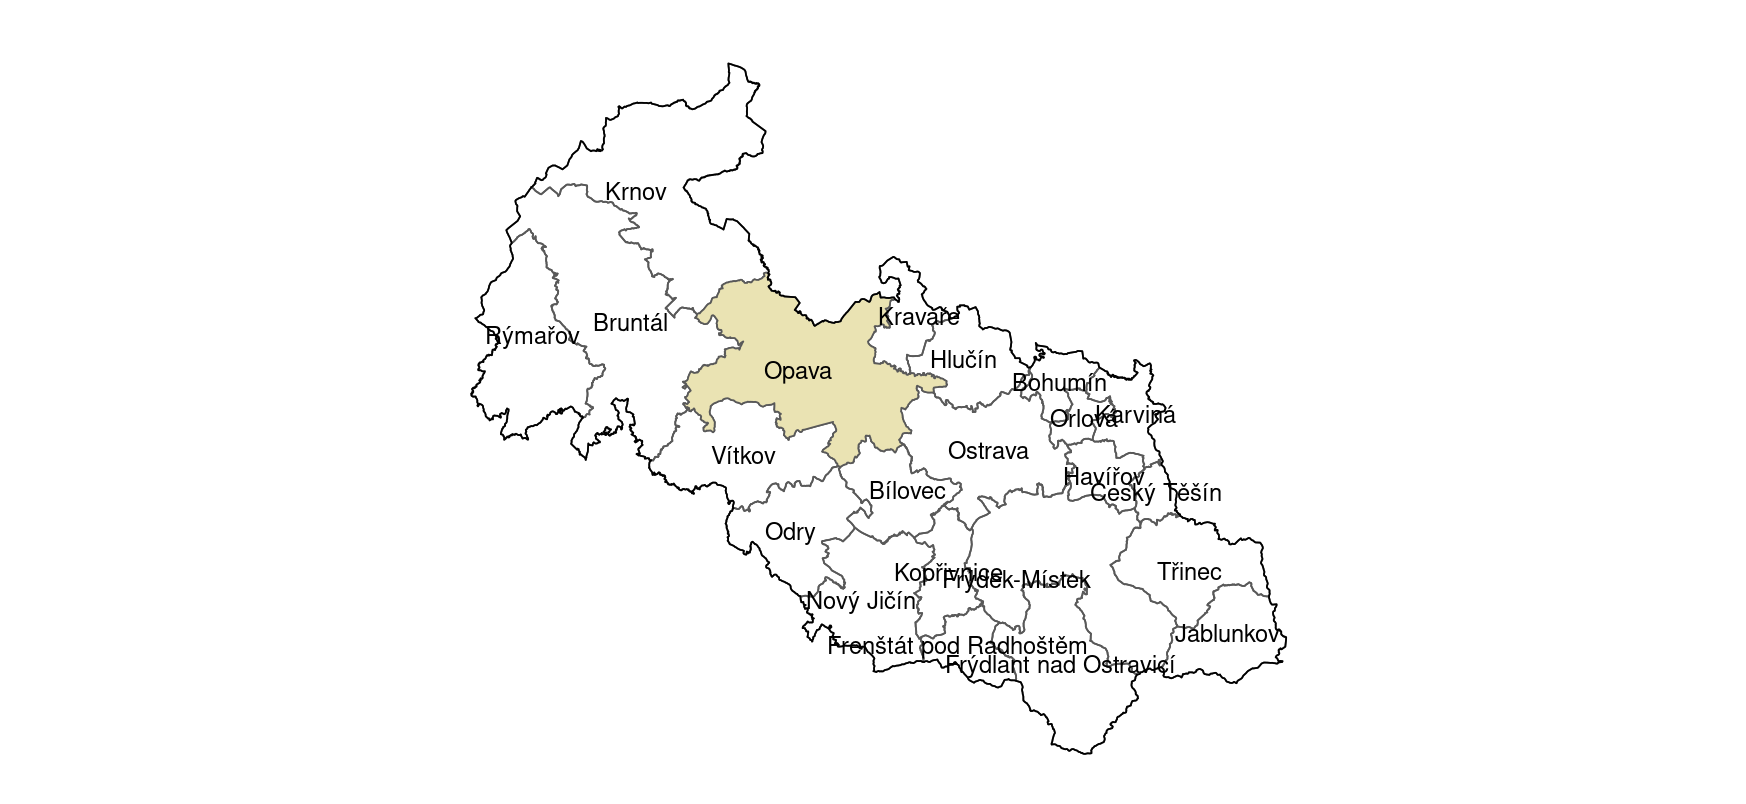 Krnov
Kravaře
Bruntál
Rýmařov
Hlučín
Opava
Bohumín
Karviná
Orlová
Ostrava
Vítkov
Havířov
Bílovec
Český Těšín
Odry
Kopřivnice
Třinec
Frýdek-Místek
Nový Jičín
Jablunkov
Frenštát pod Radhoštěm
Frýdlant nad Ostravicí